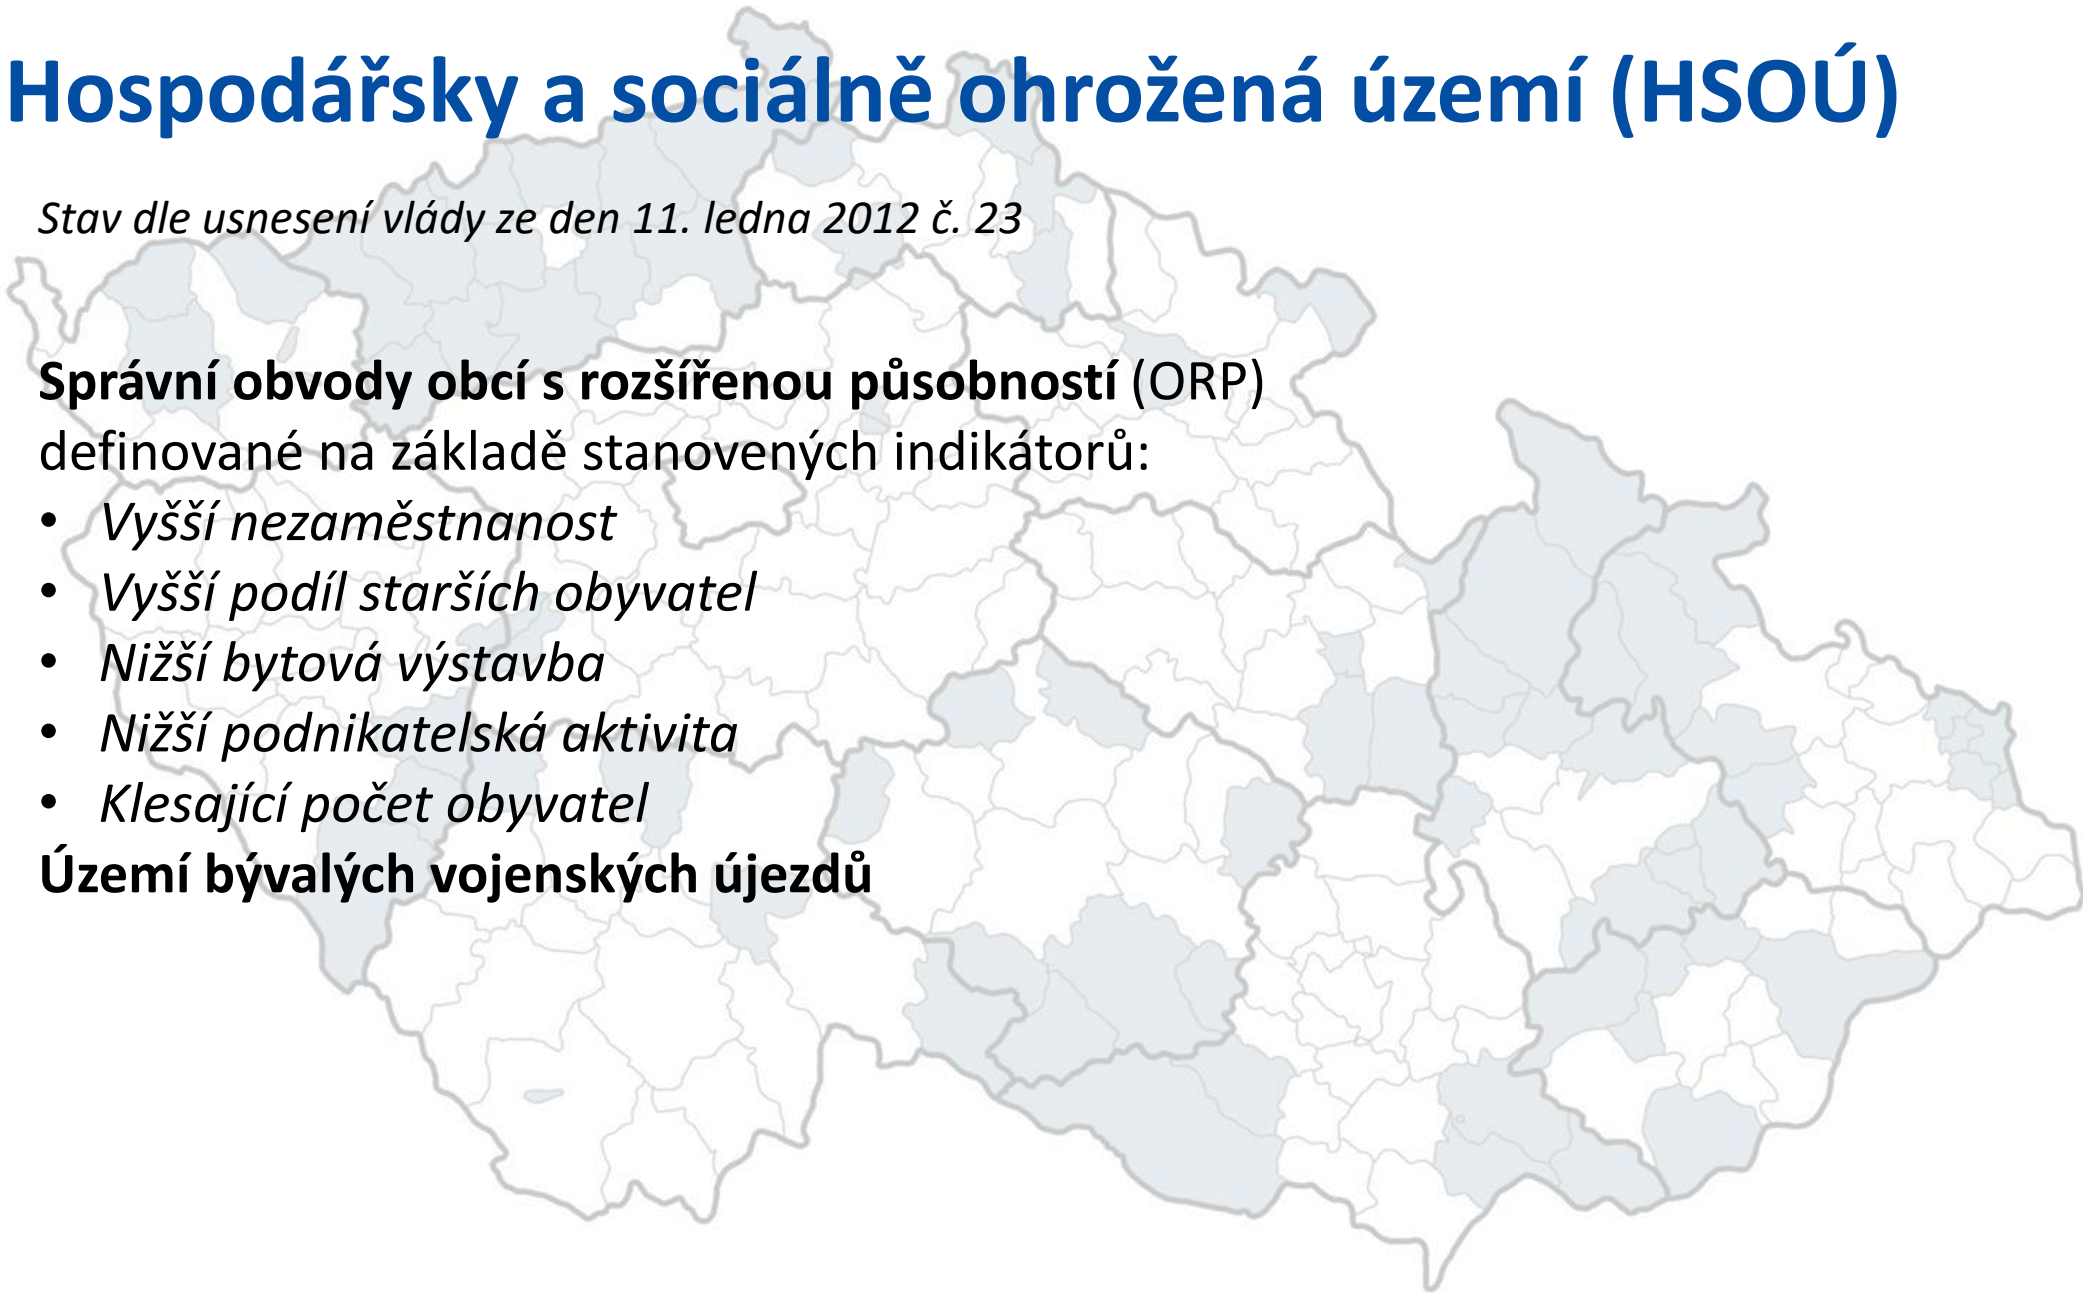 Hospodářsky a sociálně ohrožená území (HSOÚ)
Stav dle usnesení vlády ze den 11. ledna 2012 č. 23
Správní obvody obcí s rozšířenou působností (ORP)
definované na základě stanovených indikátorů:
• Vyšší nezaměstnanost
• Vyšší podíl starších obyvatel
• Nižší bytová výstavba
• Nižší podnikatelská aktivita
• Klesající počet obyvatel
Území bývalých vojenských újezdů